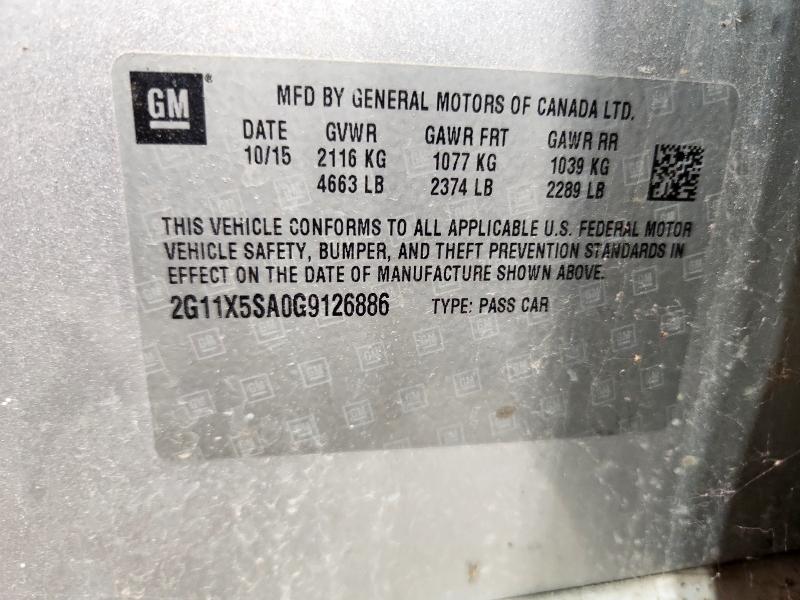 GM® MFD BY GENERAL MOTORS OF CANADA LTD.
DATE GVWR GAWR FRT GAWR RR
10/15 2116 KG 1077 KG 1039 KG
4663 LB 2374 LB 2289 LB
THIS VEHICLE CONFORMS TO ALL APPLICABLE U.S. FEDERAL MOTOR
VEHICLE SAFETY, BUMPER, AND THEFT PREVENTION STANDARDS IN
EFFECT ON THE DATE OF MANUFACTURE SHOWN ABOVE.
2G11X5SA0G9126886 TYPE: PASS CAR